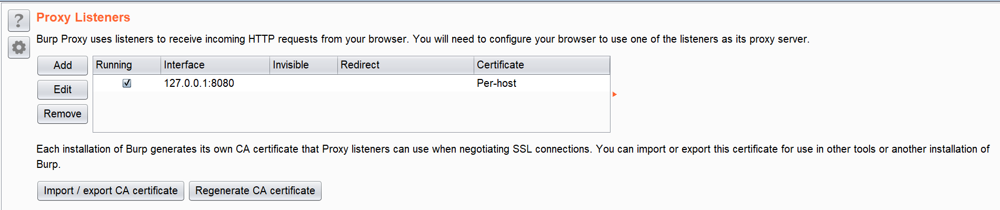 ?
Proxy Listeners
Burp Proxy uses listeners to receive incoming HTTP requests from your browser. You will need to configure your browser to use one of the listeners as its proxy server.
Add
Running Interface Invisible Redirect Certificate
127.0.0.1:8080 Per-host
Edit
Remove
Each installation of Burp generates its own CA certificate that Proxy listeners can use when negotiating SSL connections. You can import or export this certificate for use in other tools or another installation of
Burp.
Import / export CA certificate Regenerate CA certificate